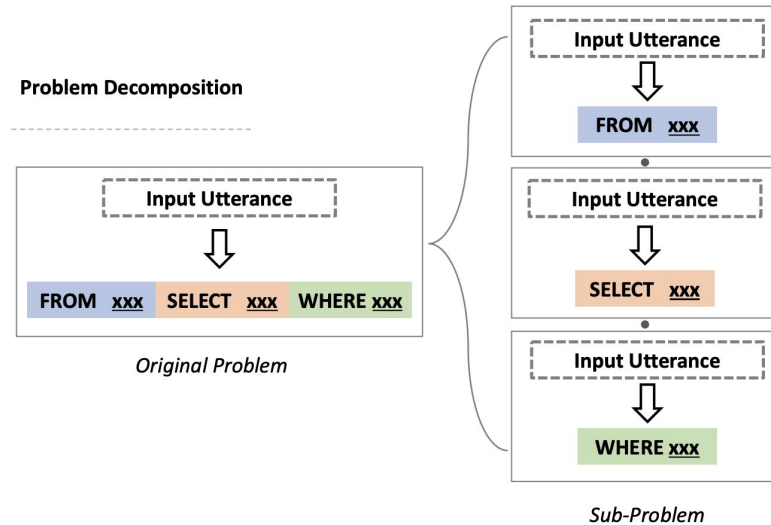 Problem Decomposition
Input Utterance
FROM xxx SELECT xxx WHERE xxx
Original Problem
Input Utterance
FROM xxx
Input Utterance
SELECT xxx
Input Utterance
WHERE xxx
Sub-Problem